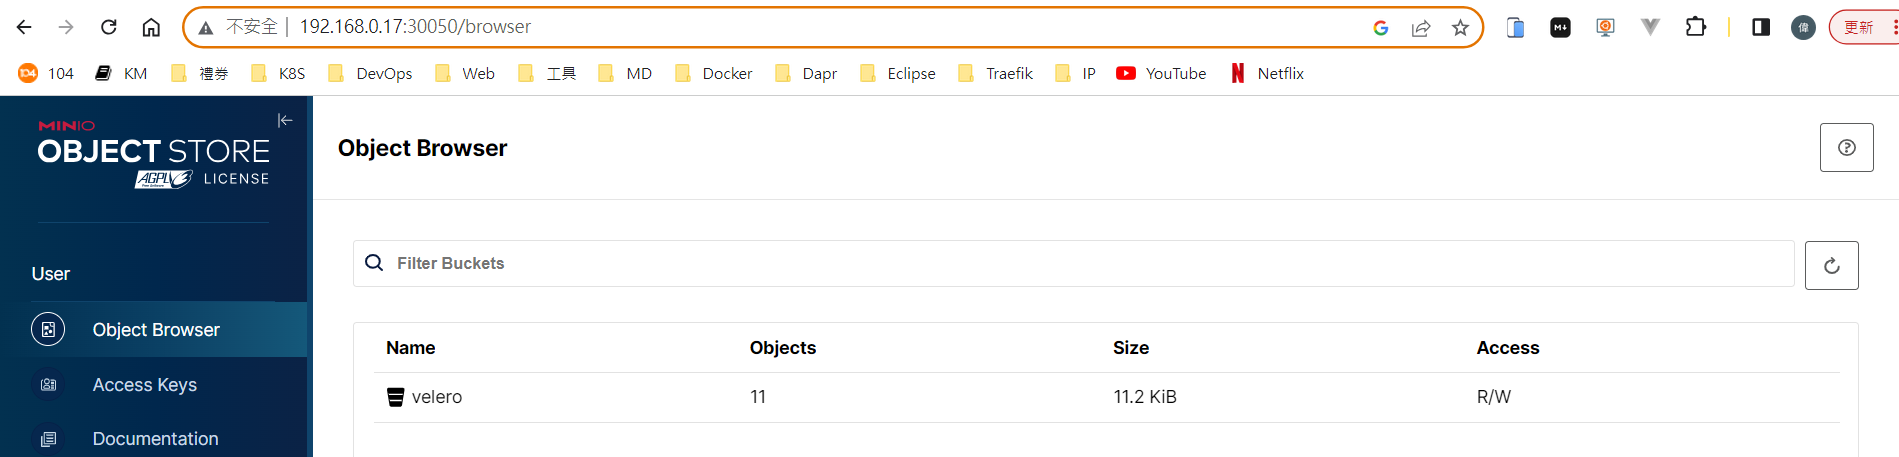 不安全 192.168.0.17:30050/browser
更新
104 KM 禮券 K8S DevOps Web 工具 MD Docker Dapr Eclipse Traefik IP YouTube Netflix
MINIO
OBJECT STORE
AGPL LICENSE
Object Browser
User
Filter Buckets
Object Browser
Name Objects Size Access
Access Keys
velero 11 11.2 KiB R/W
Documentation